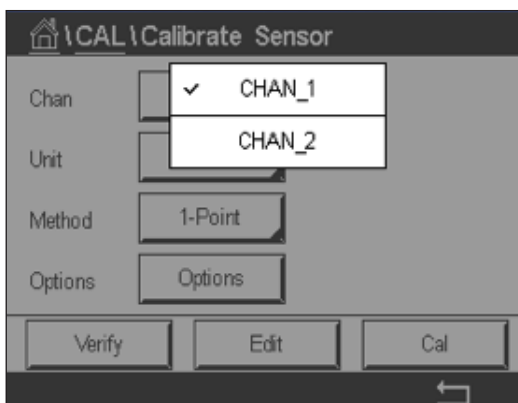 \CAL\Calibrate Sensor
Chan
CHAN_1
CHAN_2
Unit
Method
1-Point
Options
Options
Verify
Edit
Cal